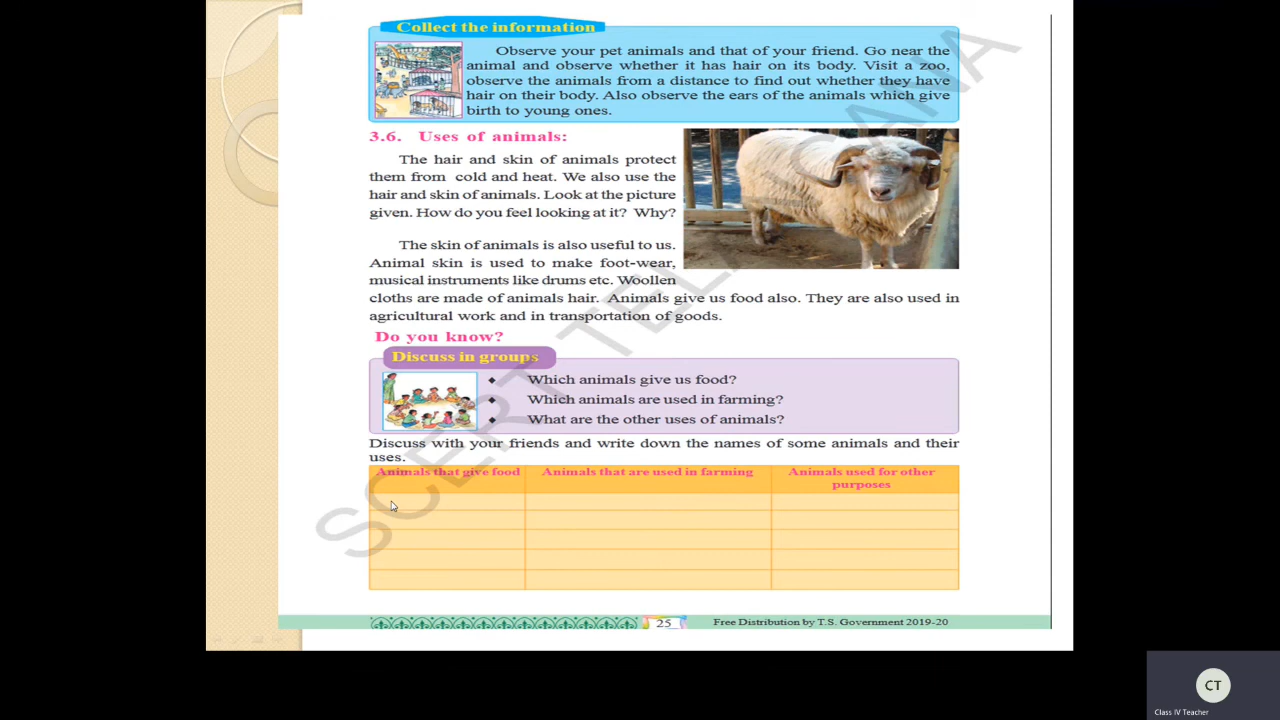 Collect the information
Observe your pet animals and that of your friend. Go near the
animal and observe whether it has hair on its body. Visit a zoo,
observe the animals from a distance to find out whether they have
hair on their body. Also observe the ears of the animals which give
birth to young ones.
3.6. Uses of animals:
The hair and skin of animals protect
them from cold and heat. We also use the
hair and skin of animals. Look at the picture
given. How do you feel looking at it? Why?
The skin of animals is also useful to us.
Animal skin is used to make foot-wear,
musical instruments like drums etc. Woollen
cloths are made of animals hair. Animals give us food also. They are also used in
agricultural work and in transportation of goods.
Do you know?
Discuss in groups
◆ Which animals give us food?
◆ Which animals are used in farming?
◆ What are the other uses of animals?
Discuss with your friends and write down the names of some animals and their
uses.
Animals that give food
Animals that are used in farming
Animals used for other
purposes
SCERT TELANGANA
25
Free Distribution by T.S. Government 2019-20
CT
Class IV Teacher